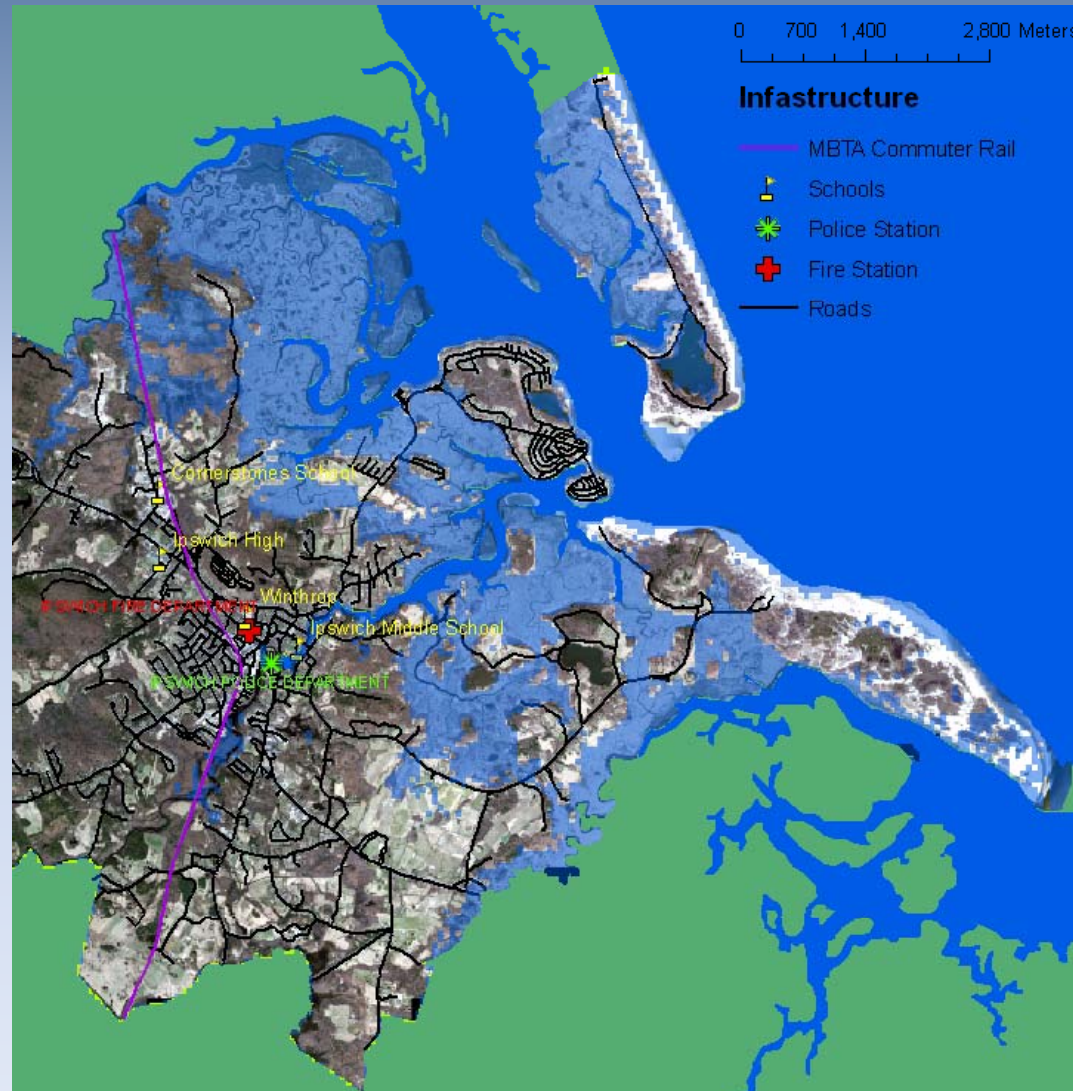 0 700 1,400 2,800 Meters
Infastructure
MBTA Commuter Rail
Schools
Police Station
Fire Station
Roads
Cornerstones School
Ipswich High
Winthrop
IPSWICH FIRE DEPARTMENT
Ipswich Middle School
IPSWICH POLICE DEPARTMENT